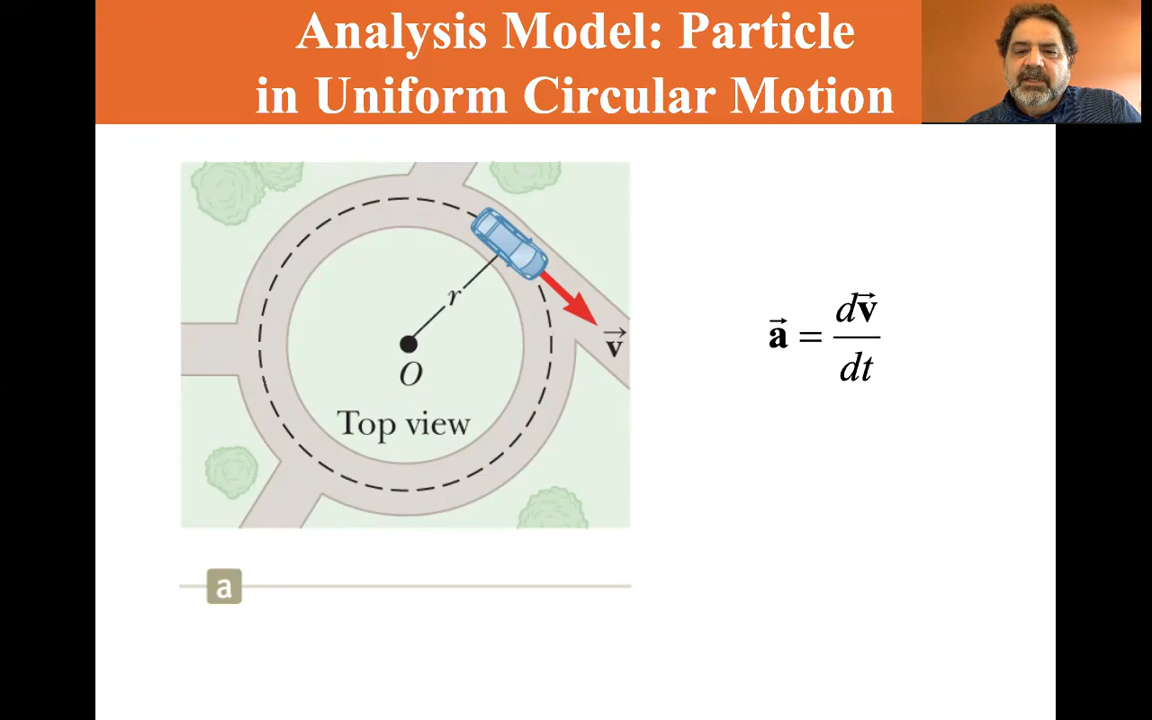 Analysis Model: Particle
in Uniform Circular Motion
r
v⃗
O
Top view
a⃗ = dv⃗/dt
a